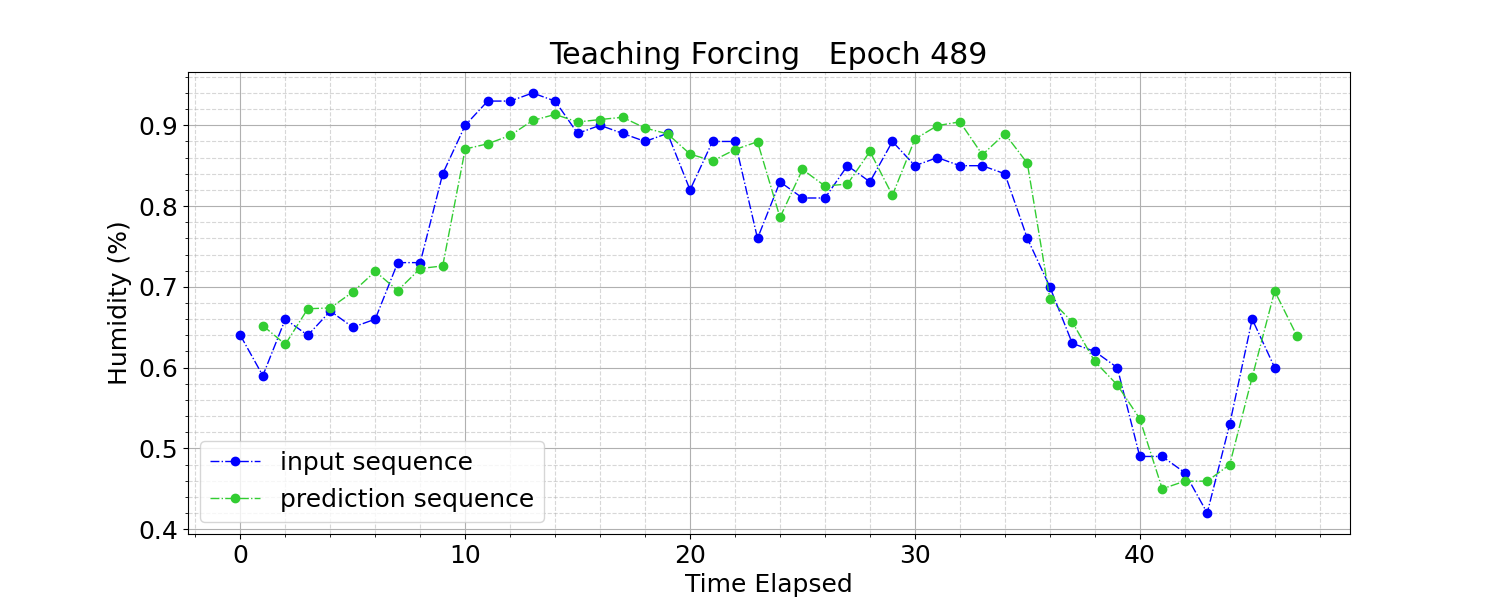 Teaching Forcing   Epoch 489
Humidity (%)
0.9
0.8
0.7
0.6
0.5
0.4
input sequence
prediction sequence
0 10 20 30 40
Time Elapsed